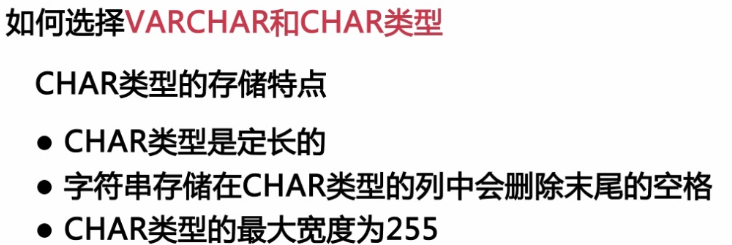 如何选择VARCHAR和CHAR类型
CHAR类型的存储特点
● CHAR类型是定长的
● 字符串存储在CHAR类型的列中会删除末尾的空格
● CHAR类型的最大宽度为255